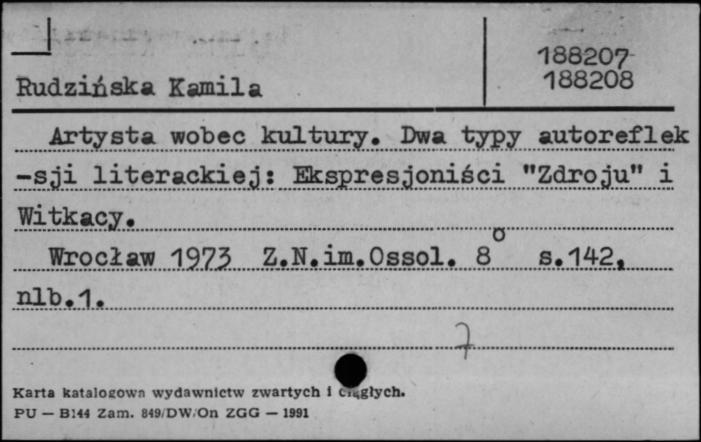 188207
188208
Rudzińska Kamila
Artysta wobec kultury. Dwa typy autoreflek
-sji literackiej: Ekspresjoniści "Zdroju" i
Witkacy.
Wrocław 1973 Z.N.im.Ossol. 8° s.142,
nlb.1.
7
Karta katalogowa wydawnictw zwartych i ciągłych.
PU — B144 Zam. 849/DW/On ZGG — 1991